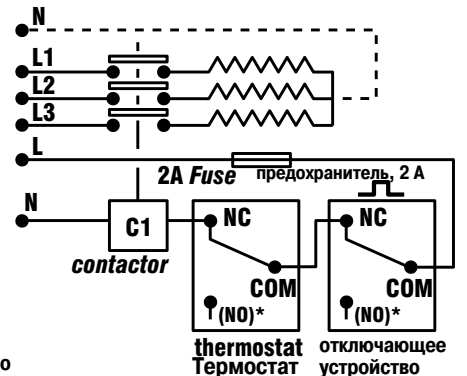 N
L1
L2
L3
L
2A Fuse предохранитель, 2 А
N
C1
contactor
NC
COM
(NO)*
NC
COM
(NO)*
thermostat
Термостат
отключающее
устройство
о